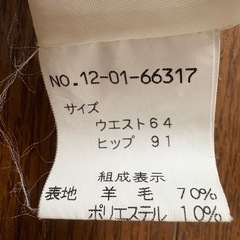 NO.12-01-66317
サイズ
ウエスト64
ヒップ 91
組成表示
表地 羊毛 70%
ポリエステル 10%